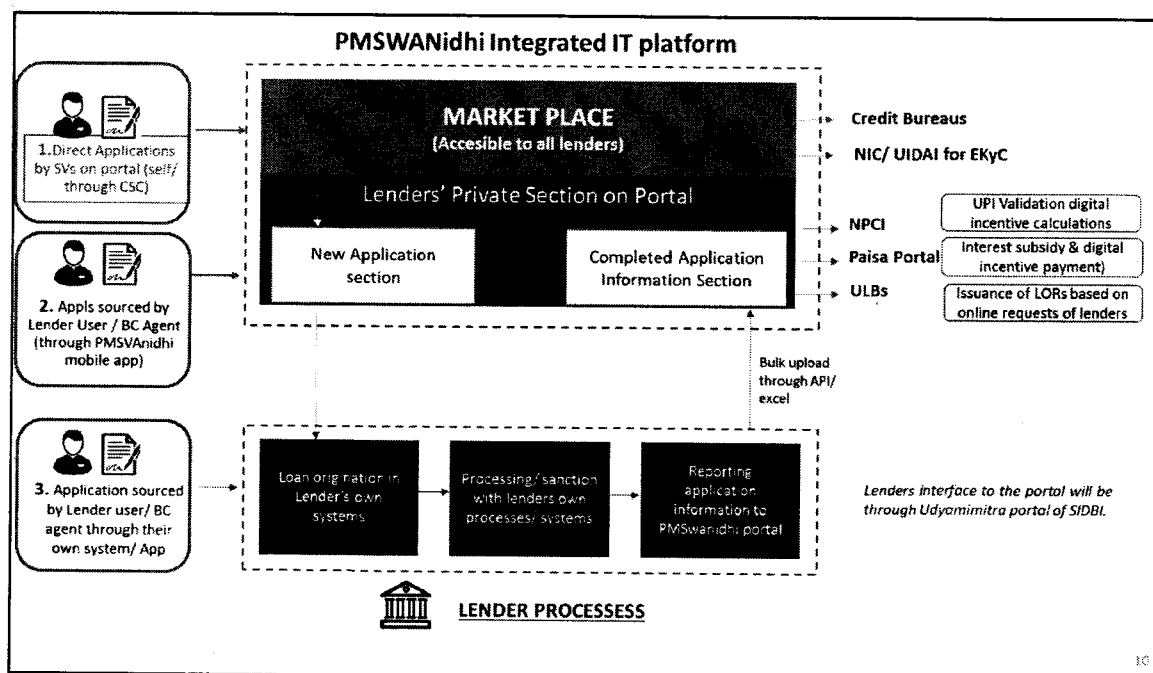 PMSWANidhi Integrated IT platform
1.Direct Applications
by SVs on portal (self/
through CSC)
2. Appls sourced by
Lender User / BC Agent
(through PMSVAnidhi
mobile app)
3. Application sourced
by Lender user/ BC
agent through their
own system/ App
MARKET PLACE
(Accesible to all lenders)
Lenders' Private Section on Portal
New Application
section
Completed Application
Information Section
Credit Bureaus
NIC/ UIDAI for EKyC
NPCI
UPI Validation digital
incentive calculations
Paisa Portal
Interest subsidy & digital
incentive payment)
ULBs
Issuance of LORs based on
online requests of lenders
Bulk upload
through API/
excel
Loan origination in
Lender's own
systems
Processing/ sanction
with lenders own
processes/ systems
Reporting
application
information to
PMSwanidhi portal
Lenders interface to the portal will be
through Udyamimitra portal of SIDBI.
LENDER PROCESSESS
10